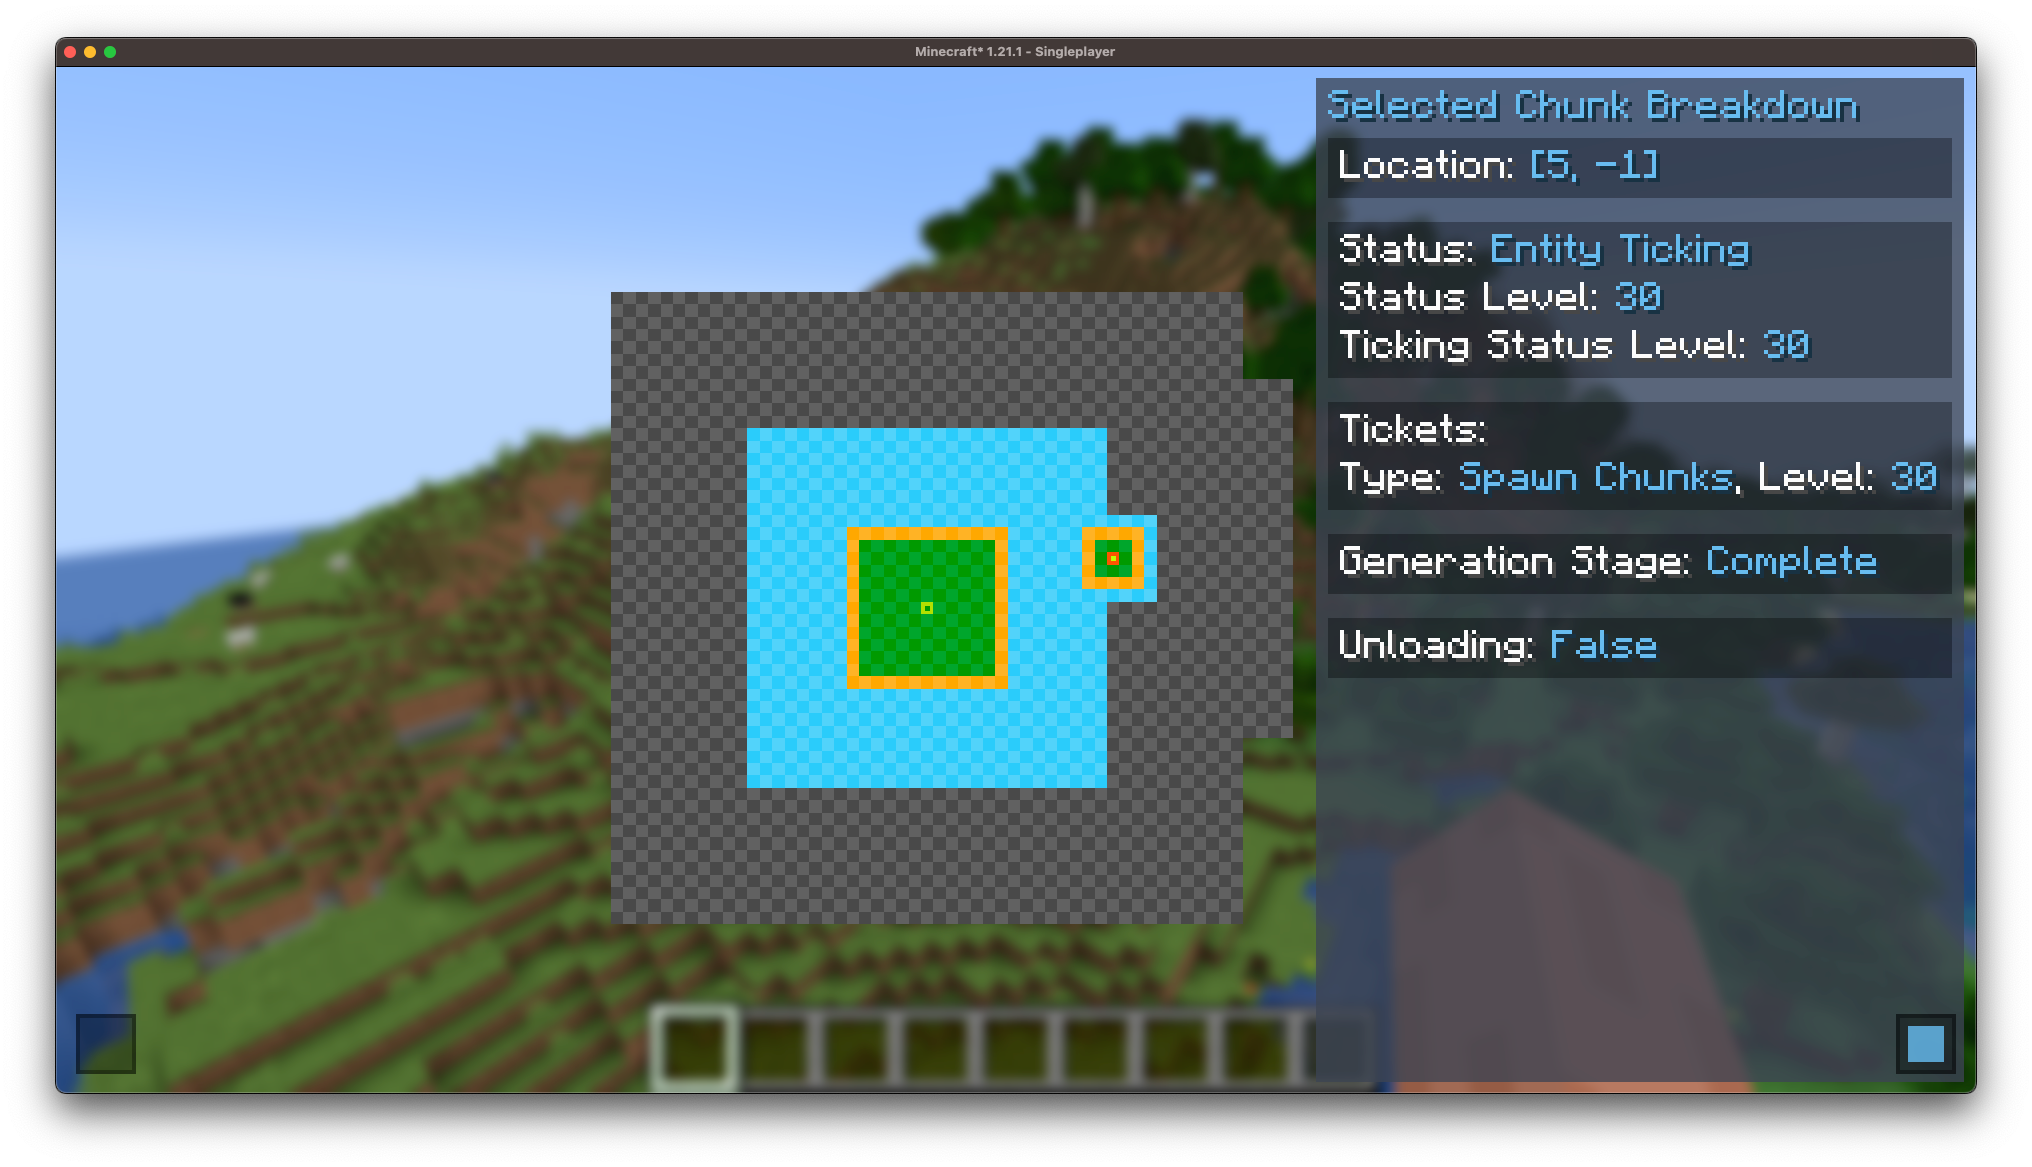 Minecraft* 1.21.1 - Singleplayer
Selected Chunk Breakdown
Location: [5, -1]
Status: Entity Ticking
Status Level: 30
Ticking Status Level: 30
Tickets:
Type: Spawn Chunks, Level: 30
Generation Stage: Complete
Unloading: False